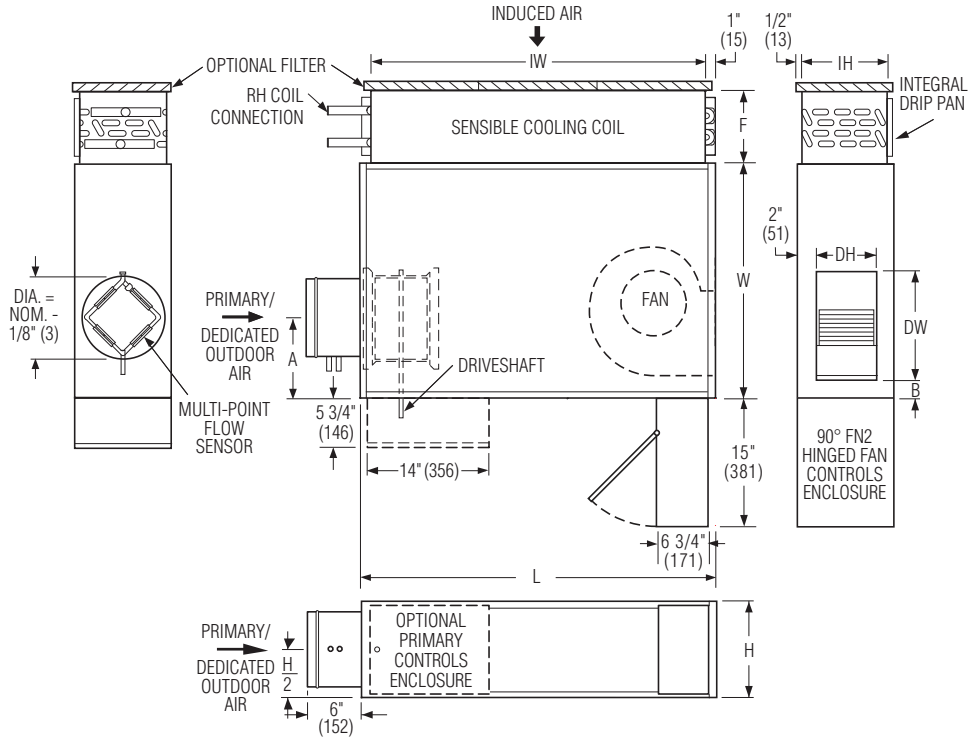 INDUCED AIR
IW
1"
(15)
1/2"
(13)
IH
OPTIONAL FILTER
RH COIL
CONNECTION
SENSIBLE COOLING COIL
F
INTEGRAL
DRIP PAN
2"
(51)
DH
W
FAN
DW
B
DIA. =
NOM. -
1/8" (3)
PRIMARY/
DEDICATED
OUTDOOR
AIR
A
DRIVESHAFT
MULTI-POINT
FLOW
SENSOR
5 3/4"
(146)
14" (356)
15"
(381)
90° FN2
HINGED FAN
CONTROLS
ENCLOSURE
6 3/4"
(171)
L
PRIMARY/
DEDICATED
OUTDOOR
AIR
H
2
OPTIONAL
PRIMARY
CONTROLS
ENCLOSURE
H
6"
(152)